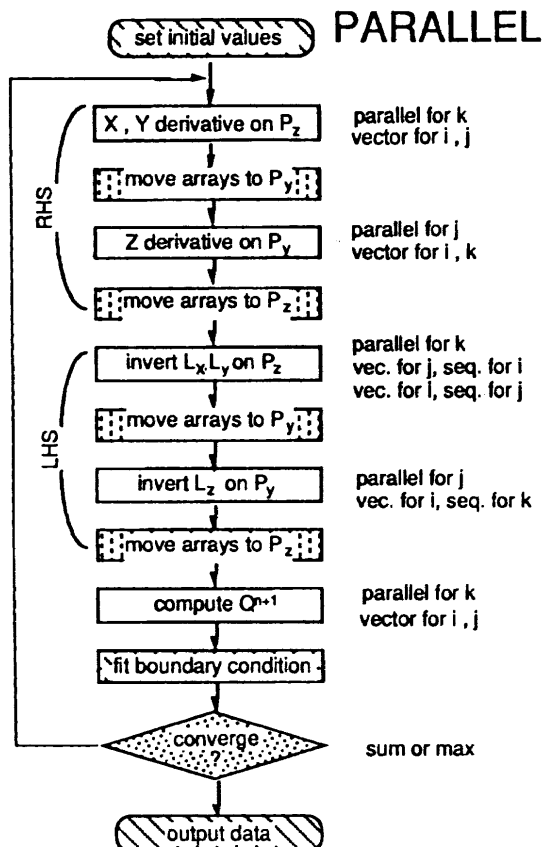 PARALLEL
set initial values
X , Y derivative on Pz
parallel for k
vector for i , j
move arrays to Py
RHS
Z derivative on Py
parallel for j
vector for i , k
move arrays to Pz
invert Lx.Ly on Pz
parallel for k
vec. for j, seq. for i
vec. for i, seq. for j
move arrays to Py
LHS
invert Lz on Py
parallel for j
vec. for i, seq. for k
move arrays to Pz
compute Qn+1
parallel for k
vector for i , j
fit boundary condition
converge
?
sum or max
output data